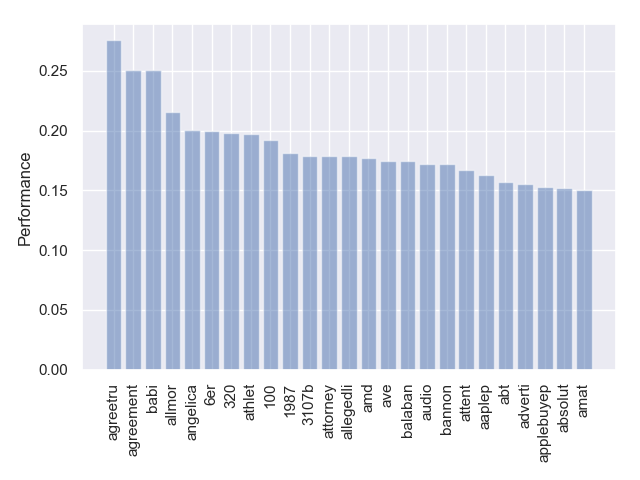 0.25
0.20
0.15
0.10
0.05
0.00
Performance
agreetru
agreement
babi
allmor
angelica
6er
320
athlet
100
1987
3107b
attorney
allegedli
amd
ave
balaban
audio
bannon
attent
aaplep
abt
adverti
applebuyep
absolut
amat